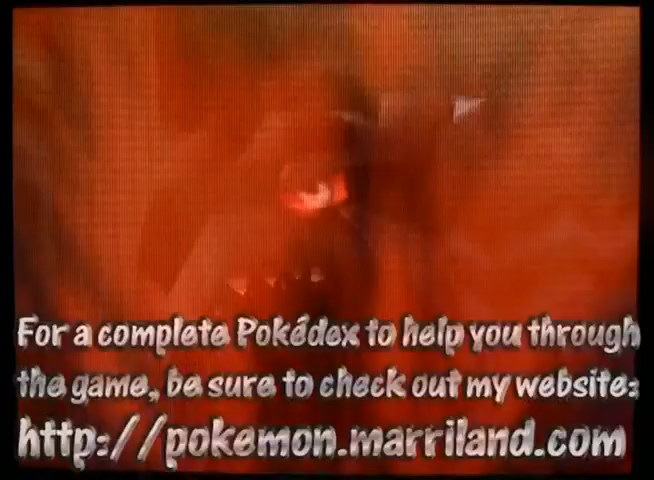 For a complete Pokédex to help you through
the game, be sure to check out my website:
http://pokemon.marriland.com